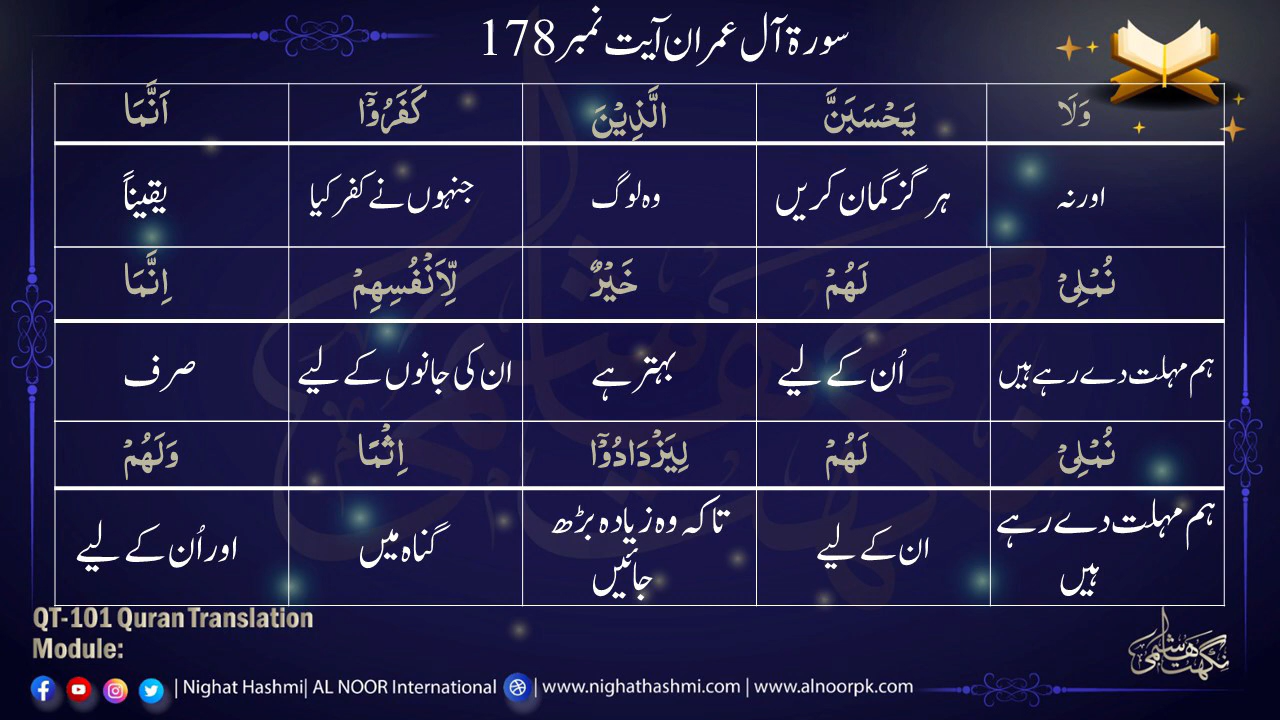 سورۃ آل عمران آیت نمبر 178
وَلَا يَحْسَبَنَّ الَّذِيْنَ كَفَرُوْٓا اَنَّمَا
اور نہ ہر گز گمان کریں وہ لوگ جنہوں نے کفر کیا یقیناً
نُمْلِيْ لَهُمْ خَيْرٌ لِّاَنْفُسِهِمْ اِنَّمَا
ہم مہلت دے رہے ہیں اُن کے لیے بہتر ہے ان کی جانوں کے لیے صرف
نُمْلِيْ لَهُمْ لِيَزْدَادُوْٓا اِثْمًا وَلَهُمْ
ہم مہلت دے رہے ہیں ان کے لیے تاکہ وہ زیادہ بڑھ جائیں گناہ میں اور اُن کے لیے
QT-101 Quran Translation
Module:
نگہت ہاشمی
| Nighat Hashmi| AL NOOR International | www.nighathashmi.com | www.alnoorpk.com